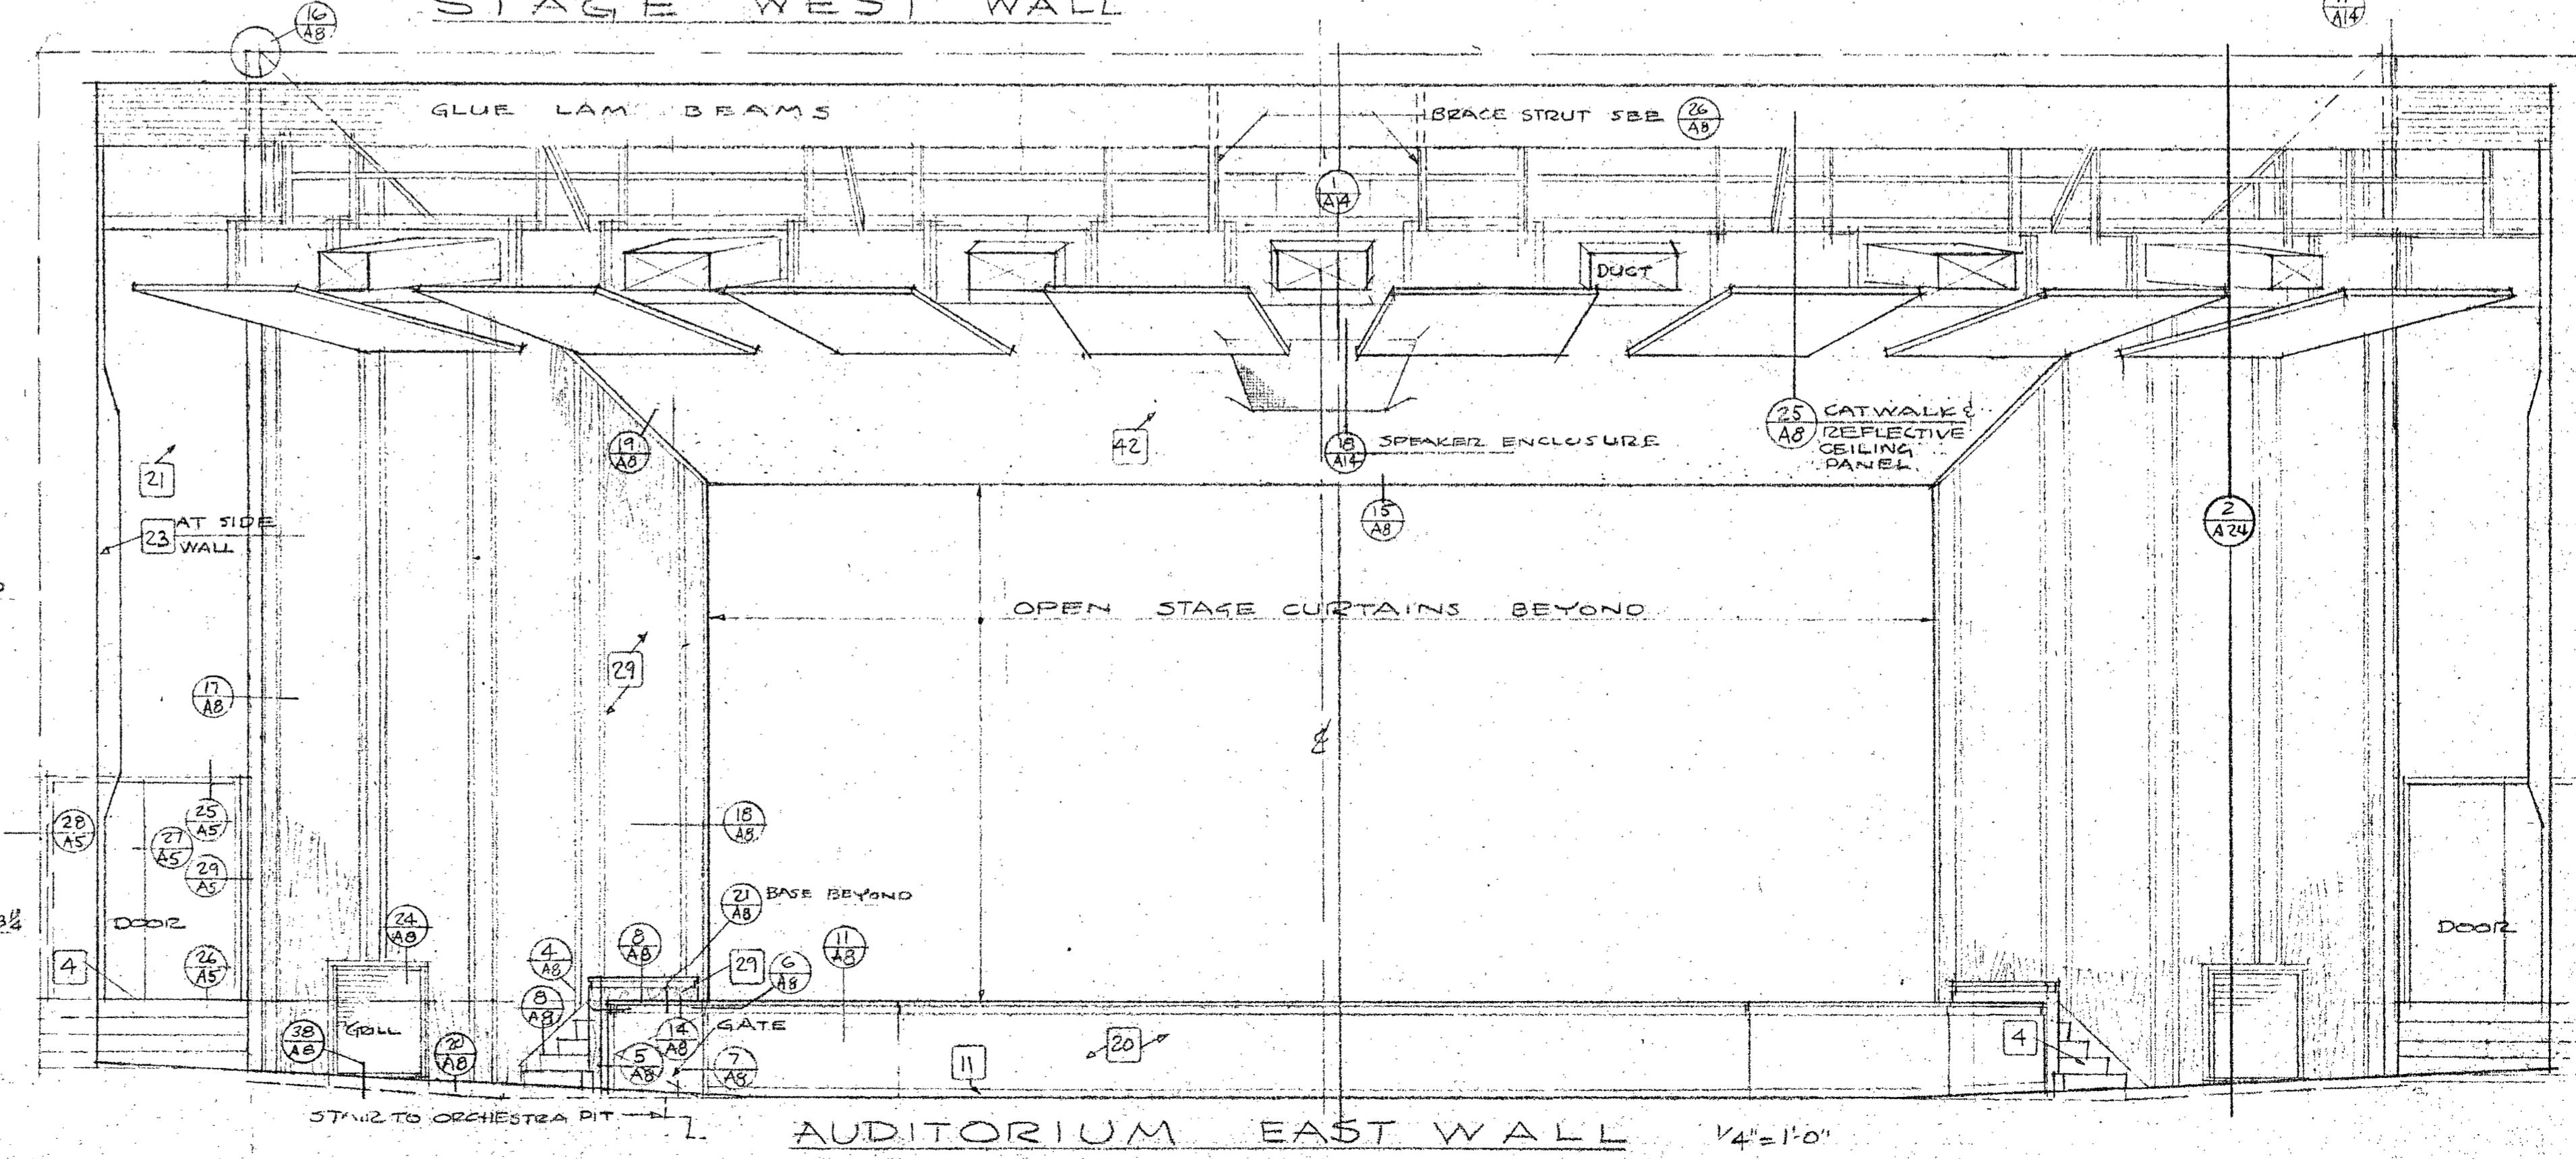 STAGE WEST WALL
16
A8
A14
GLUE LAM BEAMS
BRACE STRUT SEE 26
A8
1
A14
DUCT
19
A8
42
18
A14
SPEAKER ENCLOSURE
25
A8
CATWALK &
REFLECTIVE
CEILING
PANEL
21
23 AT SIDE
WALL
15
A8
2
A24
OPEN STAGE CURTAINS BEYOND
29
17
A8
℄
28
A5
27
A5
25
A5
29
A5
18
A8
21
A8
BASE BEYOND
DOOR
24
A8
4
26
A5
4
A8
8
A8
29
6
A8
11
A8
DOOR
8
A8
38
A8
GRILL
20
A8
14
A8
GATE
5
A8
7
A8
11
20
4
STAIR TO ORCHESTRA PIT
AUDITORIUM EAST WALL 1/4"=1'-0"